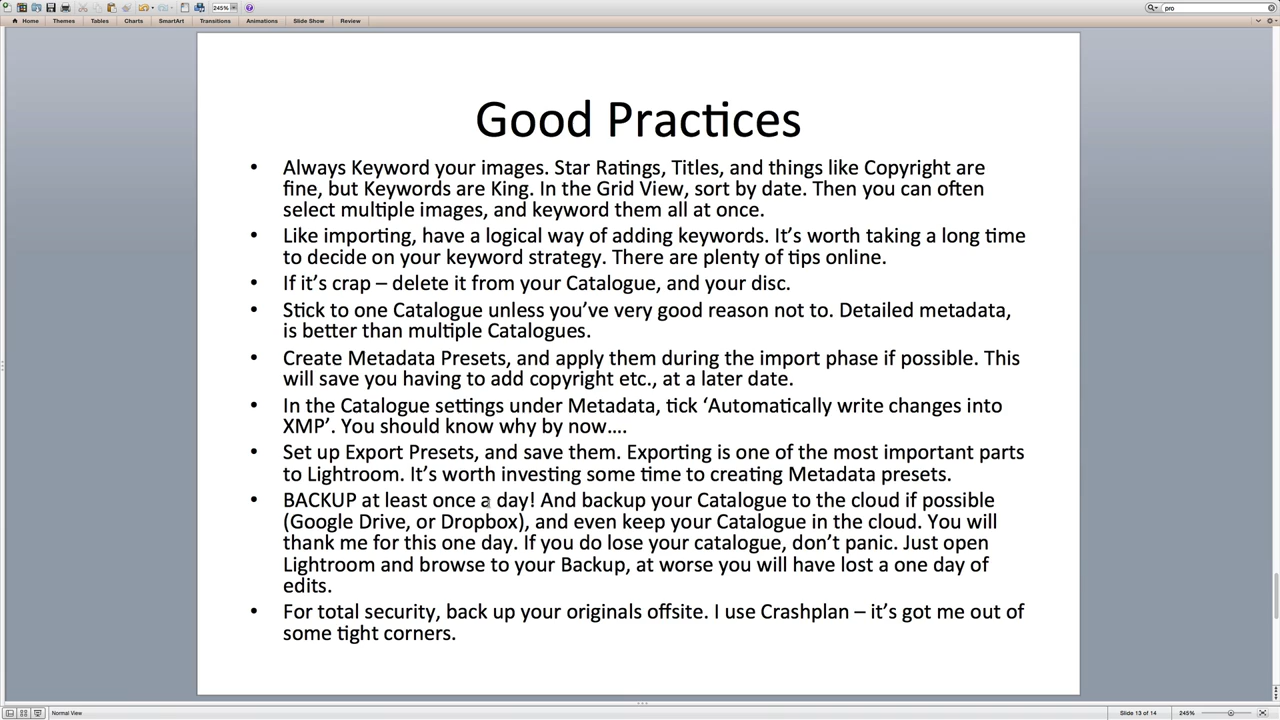 245%
pro
Home Themes Tables Charts SmartArt Transitions Animations Slide Show Review
Good Practices
• Always Keyword your images. Star Ratings, Titles, and things like Copyright are
fine, but Keywords are King. In the Grid View, sort by date. Then you can often
select multiple images, and keyword them all at once.
• Like importing, have a logical way of adding keywords. It’s worth taking a long time
to decide on your keyword strategy. There are plenty of tips online.
• If it’s crap – delete it from your Catalogue, and your disc.
• Stick to one Catalogue unless you’ve very good reason not to. Detailed metadata,
is better than multiple Catalogues.
• Create Metadata Presets, and apply them during the import phase if possible. This
will save you having to add copyright etc., at a later date.
• In the Catalogue settings under Metadata, tick ‘Automatically write changes into
XMP’. You should know why by now....
• Set up Export Presets, and save them. Exporting is one of the most important parts
to Lightroom. It’s worth investing some time to creating Metadata presets.
• BACKUP at least once a day! And backup your Catalogue to the cloud if possible
(Google Drive, or Dropbox), and even keep your Catalogue in the cloud. You will
thank me for this one day. If you do lose your catalogue, don’t panic. Just open
Lightroom and browse to your Backup, at worse you will have lost a one day of
edits.
• For total security, back up your originals offsite. I use Crashplan – it’s got me out of
some tight corners.
Normal View
Slide 13 of 14
245%